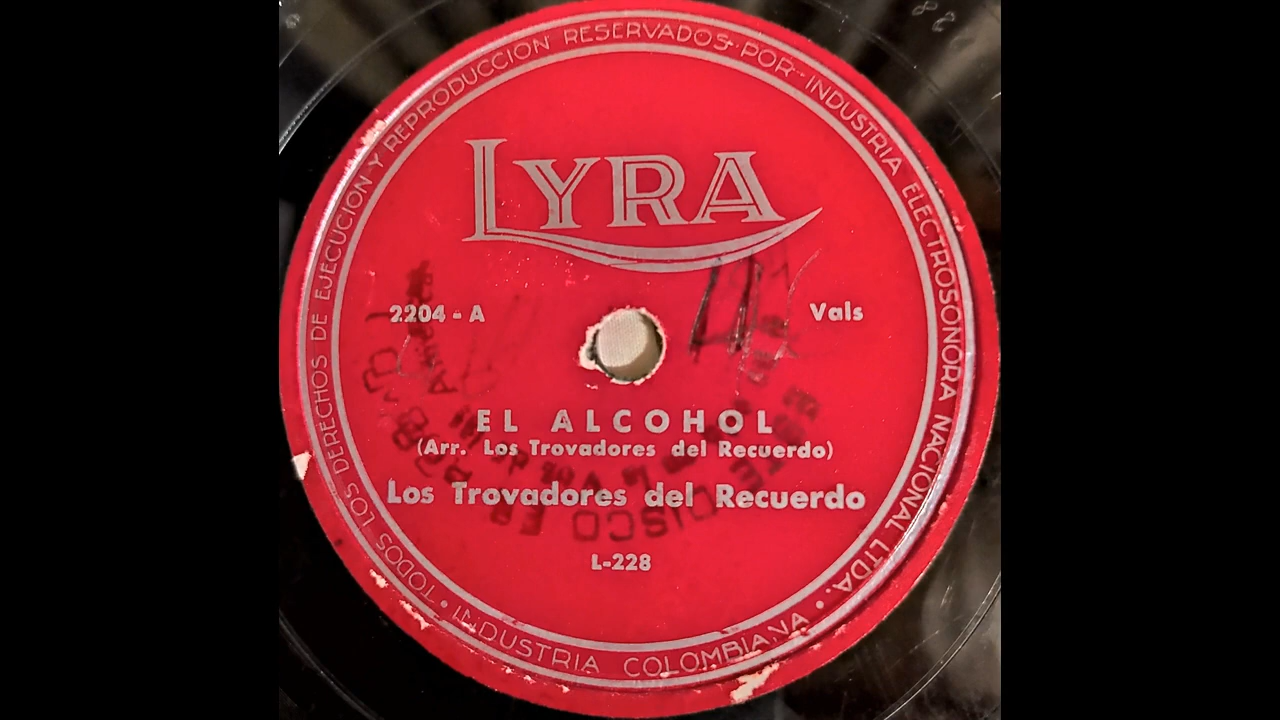 TODOS LOS DERECHOS DE EJECUCION Y REPRODUCCION RESERVADOS POR INDUSTRIA ELECTROSONORA NACIONAL LTDA. •
INDUSTRIA COLOMBIANA •
LYRA
2204 - A
Vals
EL ALCOHOL
(Arr. Los Trovadores del Recuerdo)
Los Trovadores del Recuerdo
L-228
DISCO